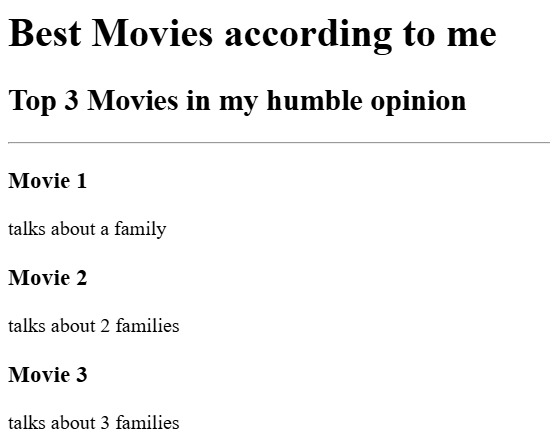 Best Movies according to me
Top 3 Movies in my humble opinion
Movie 1
talks about a family
Movie 2
talks about 2 families
Movie 3
talks about 3 families